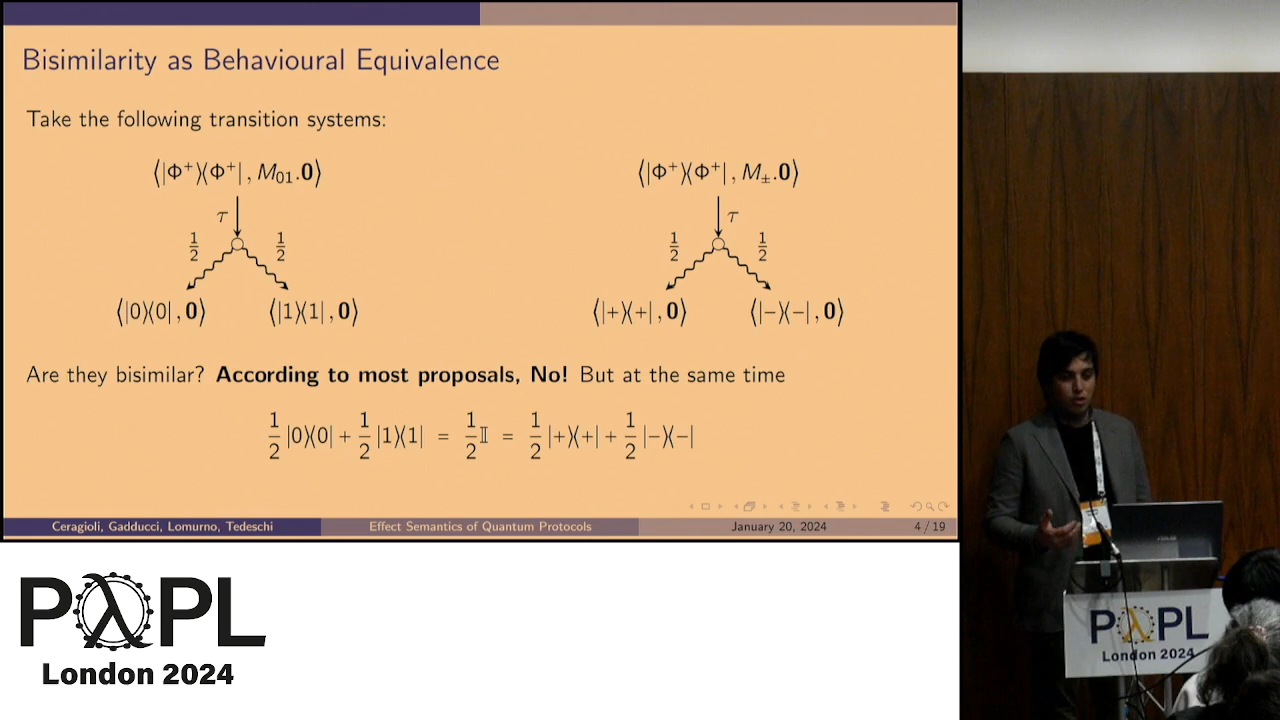 Bisimilarity as Behavioural Equivalence
Take the following transition systems:
⟨|Φ⁺⟩⟨Φ⁺|, M₀₁.0⟩ ⟨|Φ⁺⟩⟨Φ⁺|, M±.0⟩
τ τ
1/2 1/2 1/2 1/2
⟨|0⟩⟨0|, 0⟩ ⟨|1⟩⟨1|, 0⟩ ⟨|+⟩⟨+|, 0⟩ ⟨|−⟩⟨−|, 0⟩
Are they bisimilar? According to most proposals, No! But at the same time
1/2 |0⟩⟨0| + 1/2 |1⟩⟨1| = 1/2 𝕀 = 1/2 |+⟩⟨+| + 1/2 |−⟩⟨−|
Ceragioli, Gadducci, Lomurno, Tedeschi Effect Semantics of Quantum Protocols January 20, 2024 4 / 19
PλPL
London 2024
PλPL
London 2024